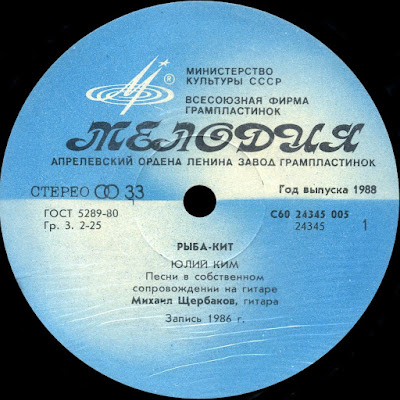 МИНИСТЕРСТВО
КУЛЬТУРЫ СССР
ВСЕСОЮЗНАЯ ФИРМА
ГРАМПЛАСТИНОК
МЕЛОДИЯ
АПРЕЛЕВСКИЙ ОРДЕНА ЛЕНИНА ЗАВОД ГРАМПЛАСТИНОК
СТЕРЕО 33
Год выпуска 1988
ГОСТ 5289-80
С60 24345 005
Гр. 3. 2-25
24345 1
РЫБА-КИТ
ЮЛИЙ КИМ
Песни в собственном
сопровождении на гитаре
Михаил Щербаков, гитара
Запись 1986 г.